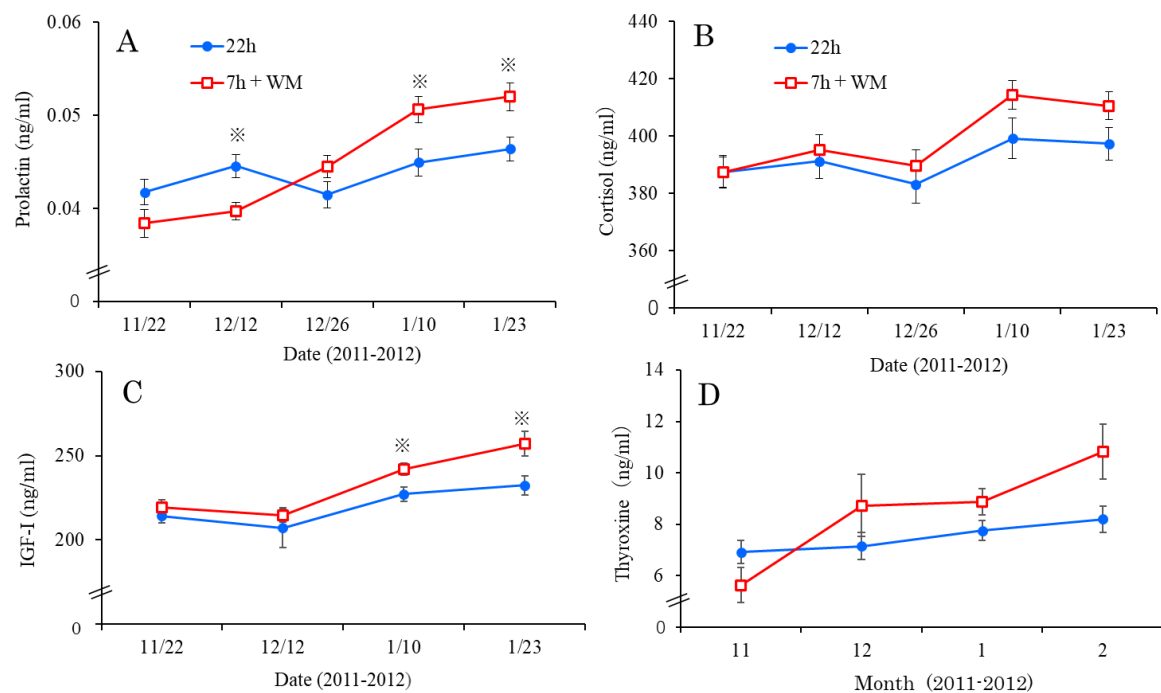 A
22h
7h + WM
※
※
※
0.06
0.05
0.04
0
Prolactin (ng/ml)
11/22 12/12 12/26 1/10 1/23
Date (2011-2012)
B
22h
7h + WM
440
420
400
380
360
0
Cortisol (ng/ml)
11/22 12/12 12/26 1/10 1/23
Date (2011-2012)
C
※
※
300
250
200
0
IGF-I (ng/ml)
11/22 12/12 1/10 1/23
Date (2011-2012)
D
14
12
10
8
6
0
Thyroxine (ng/ml)
11 12 1 2
Month (2011-2012)